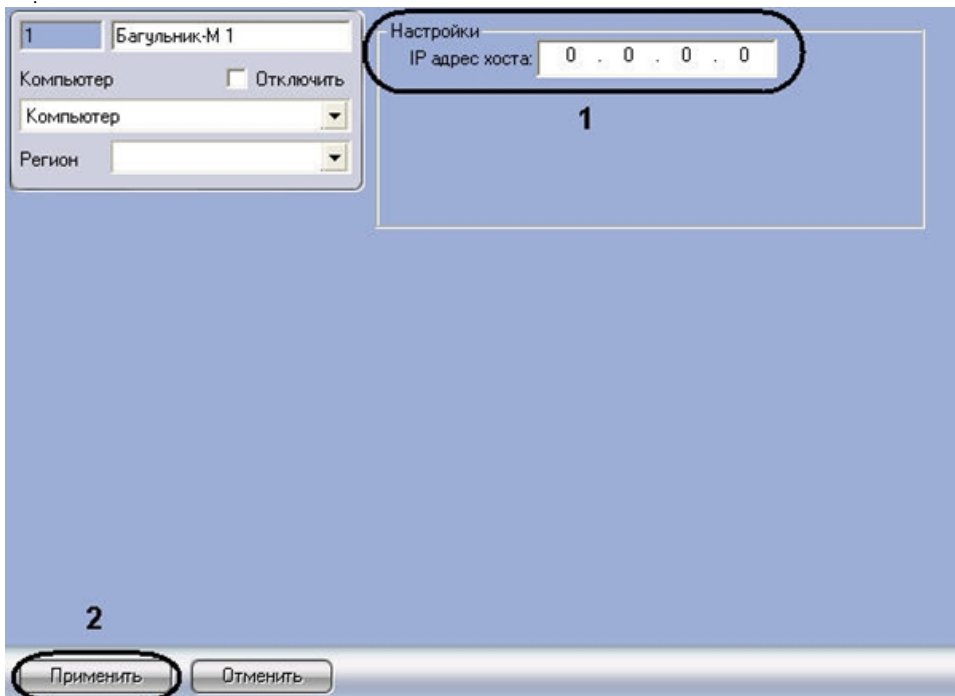 1
Багульник-М 1
Компьютер
Отключить
Компьютер
Регион
Настройки
IP адрес хоста: 0 . 0 . 0 . 0
1
2
Применить
Отменить